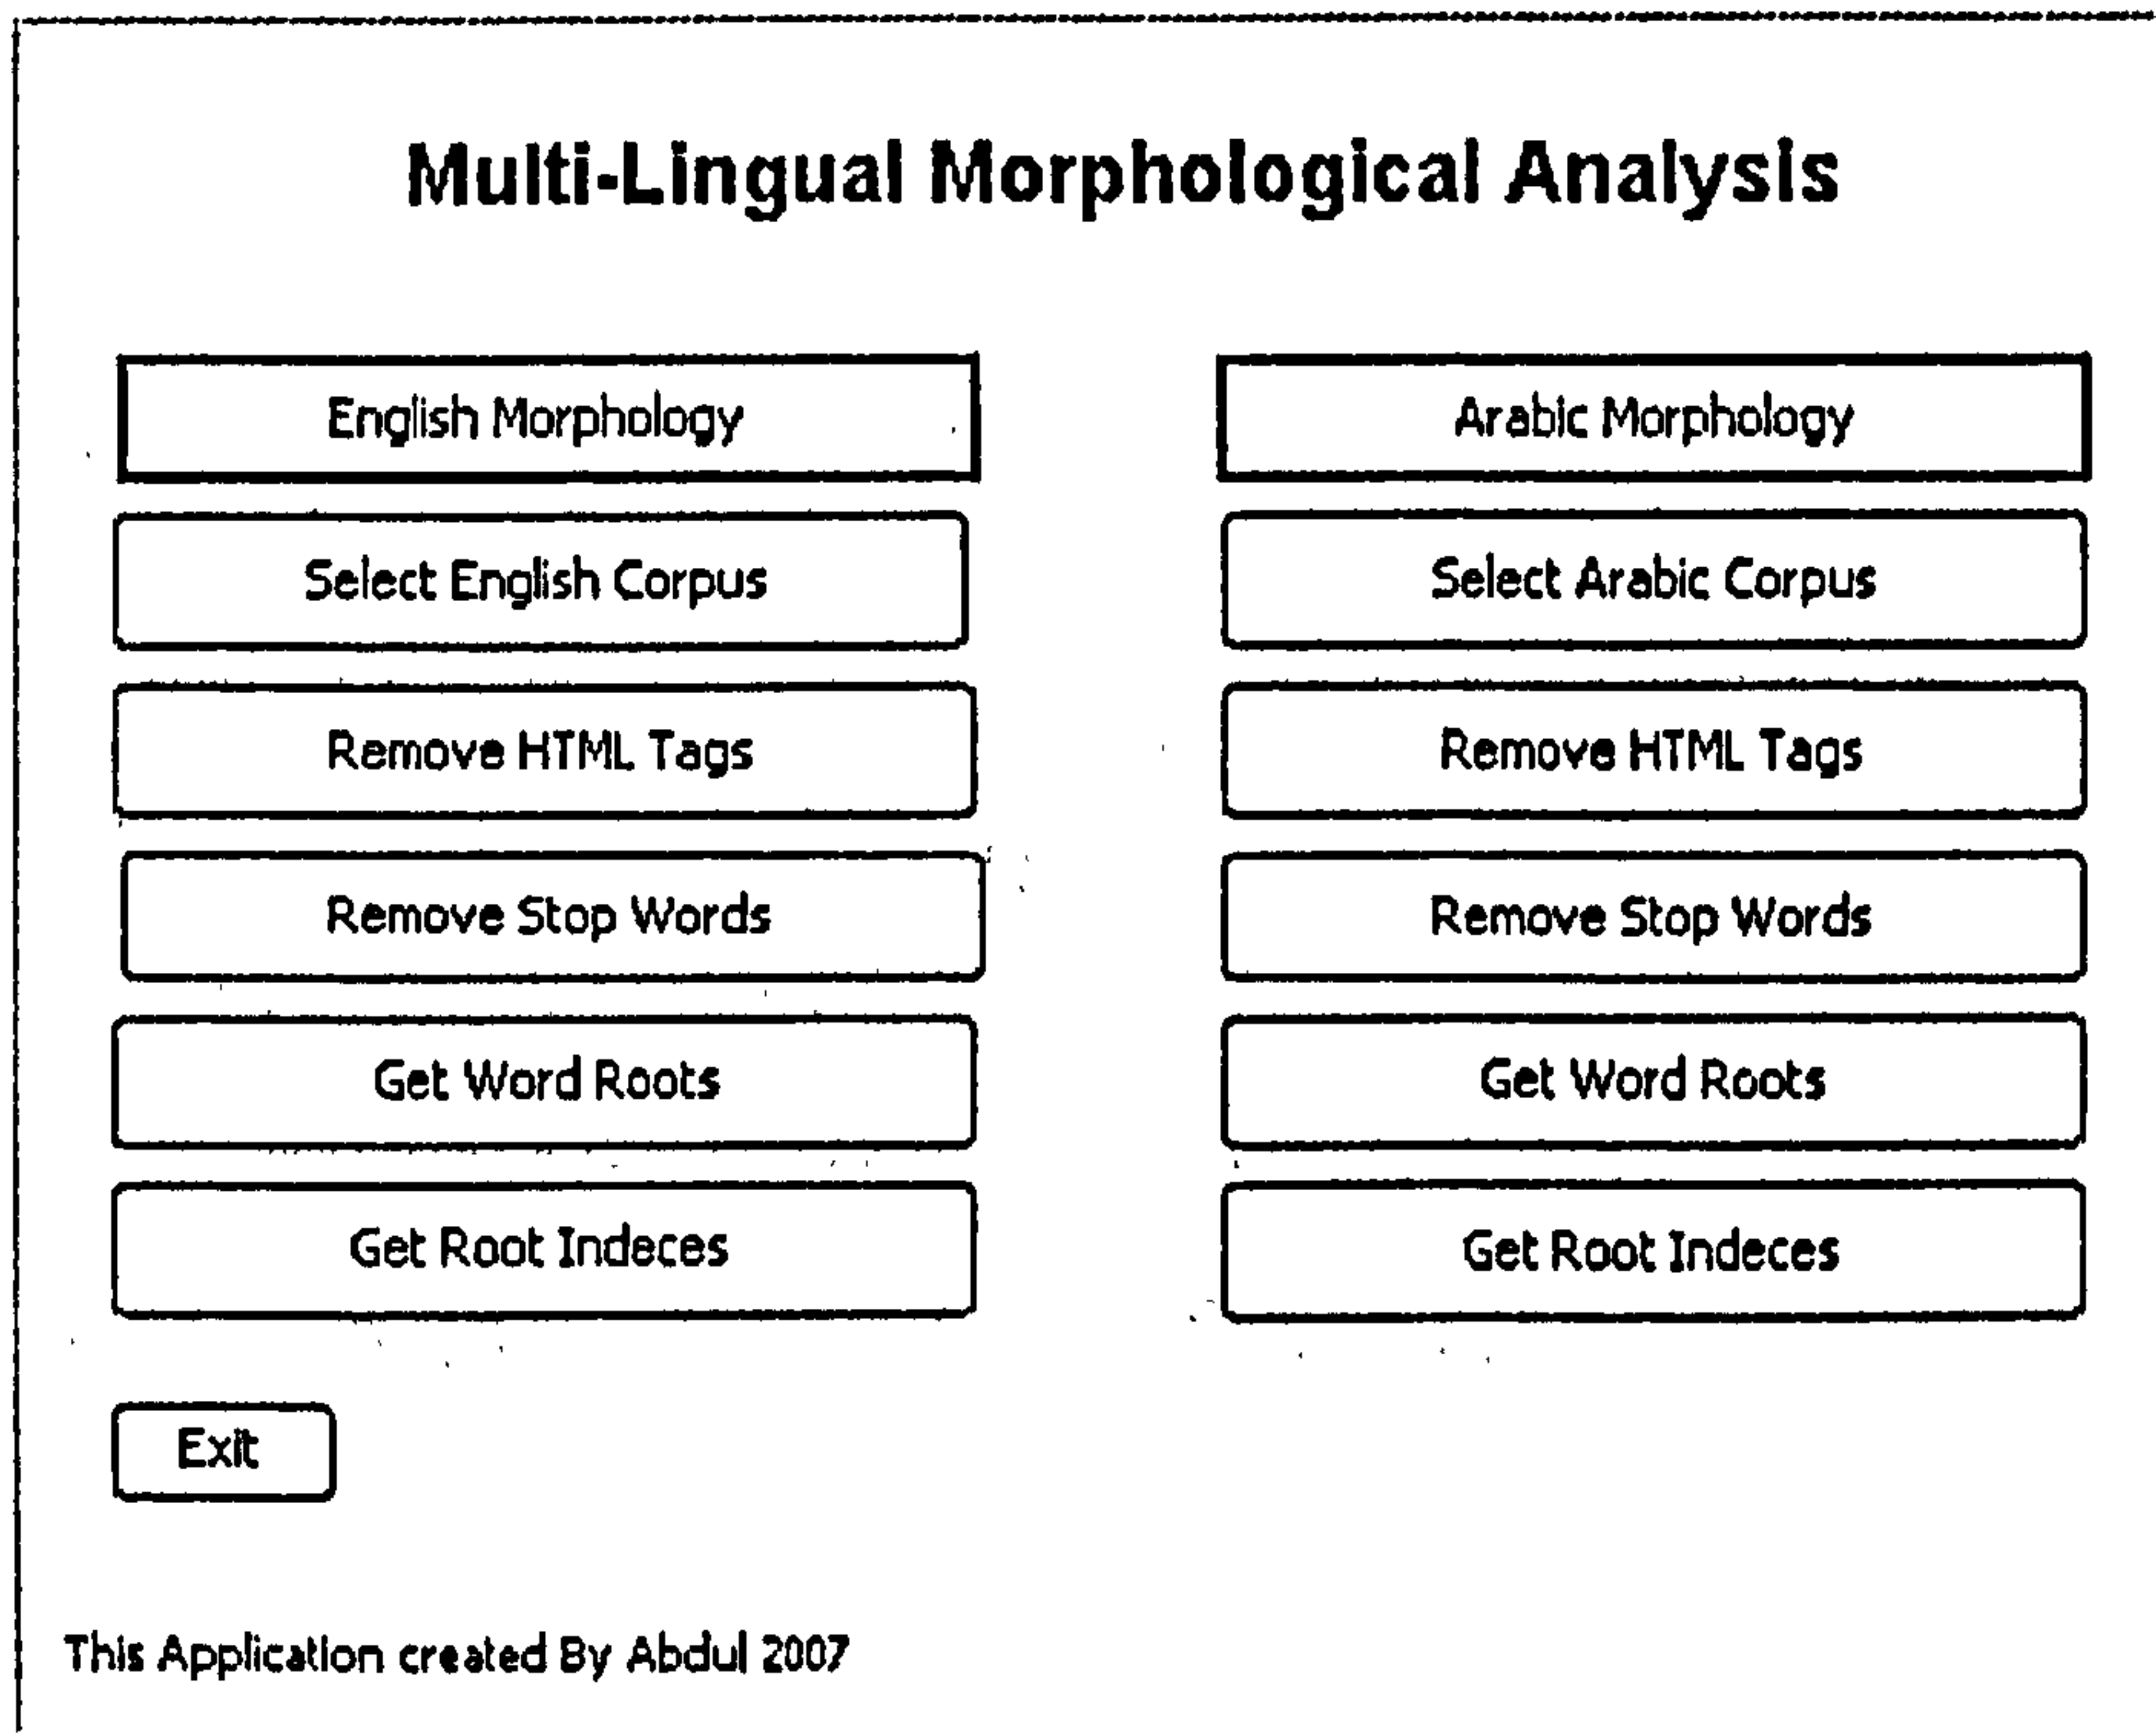 Multi-Lingual Morphological Analysis
English Morphology
Arabic Morphology
Select English Corpus
Select Arabic Corpus
Remove HTML Tags
Remove HTML Tags
Remove Stop Words
Remove Stop Words
Get Word Roots
Get Word Roots
Get Root Indeces
Get Root Indeces
Exit
This Application created By Abdul 2007